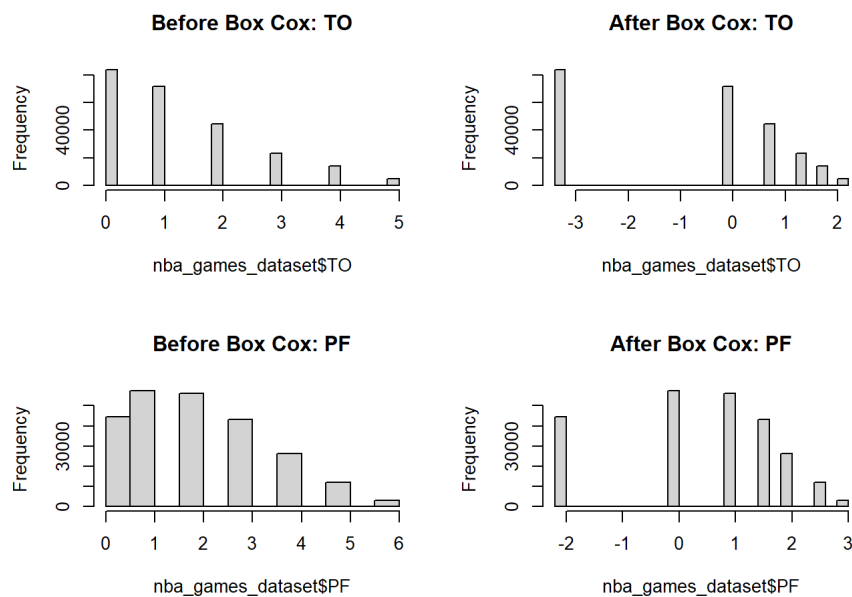 Before Box Cox: TO
Frequency
40000
0
0 1 2 3 4 5
nba_games_dataset$TO
After Box Cox: TO
Frequency
40000
0
-3 -2 -1 0 1 2
nba_games_dataset$TO
Before Box Cox: PF
Frequency
30000
0
0 1 2 3 4 5 6
nba_games_dataset$PF
After Box Cox: PF
Frequency
30000
0
-2 -1 0 1 2 3
nba_games_dataset$PF